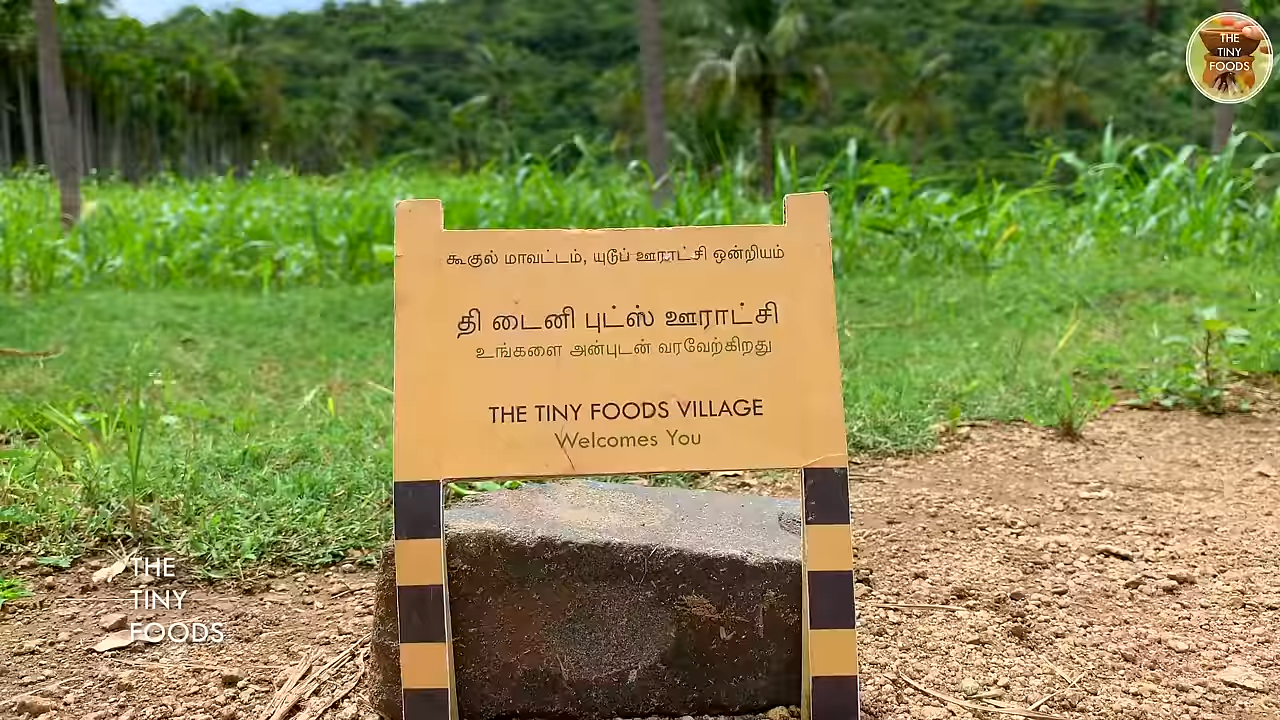 THE
TINY
FOODS
கூகுல் மாவட்டம், யுடூப் ஊராட்சி ஒன்றியம்
தி டைனி புட்ஸ் ஊராட்சி
உங்களை அன்புடன் வரவேற்கிறது
THE TINY FOODS VILLAGE
Welcomes You
THE
TINY
FOODS